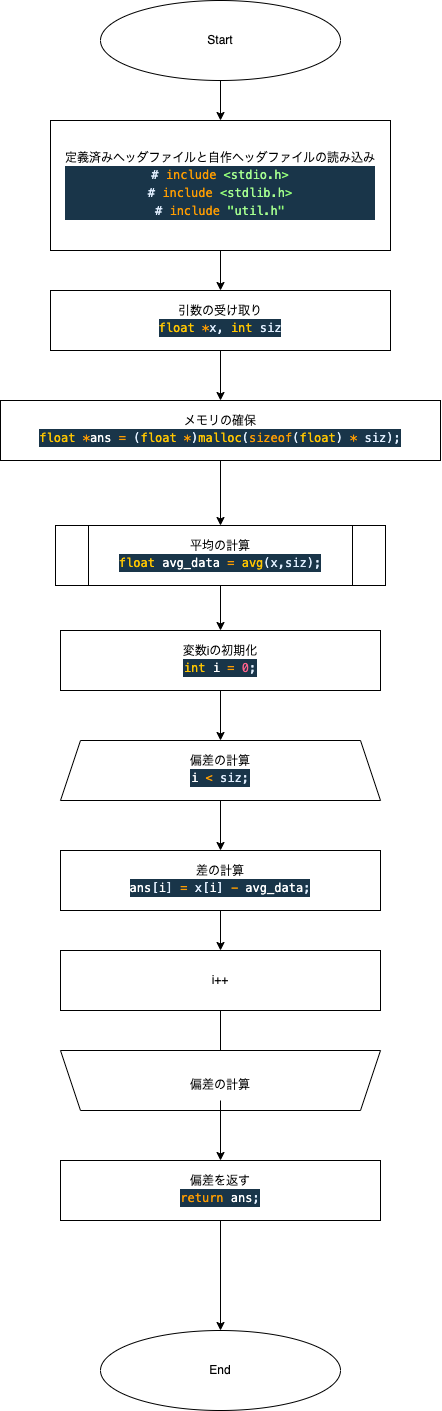 Start
定義済みヘッダファイルと自作ヘッダファイルの読み込み
# include <stdio.h>
# include <stdlib.h>
# include "util.h"
引数の受け取り
float *x, int siz
メモリの確保
float *ans = (float *)malloc(sizeof(float) * siz);
平均の計算
float avg_data = avg(x,siz);
変数iの初期化
int i = 0;
偏差の計算
i < siz;
差の計算
ans[i] = x[i] - avg_data;
i++
偏差の計算
偏差を返す
return ans;
End